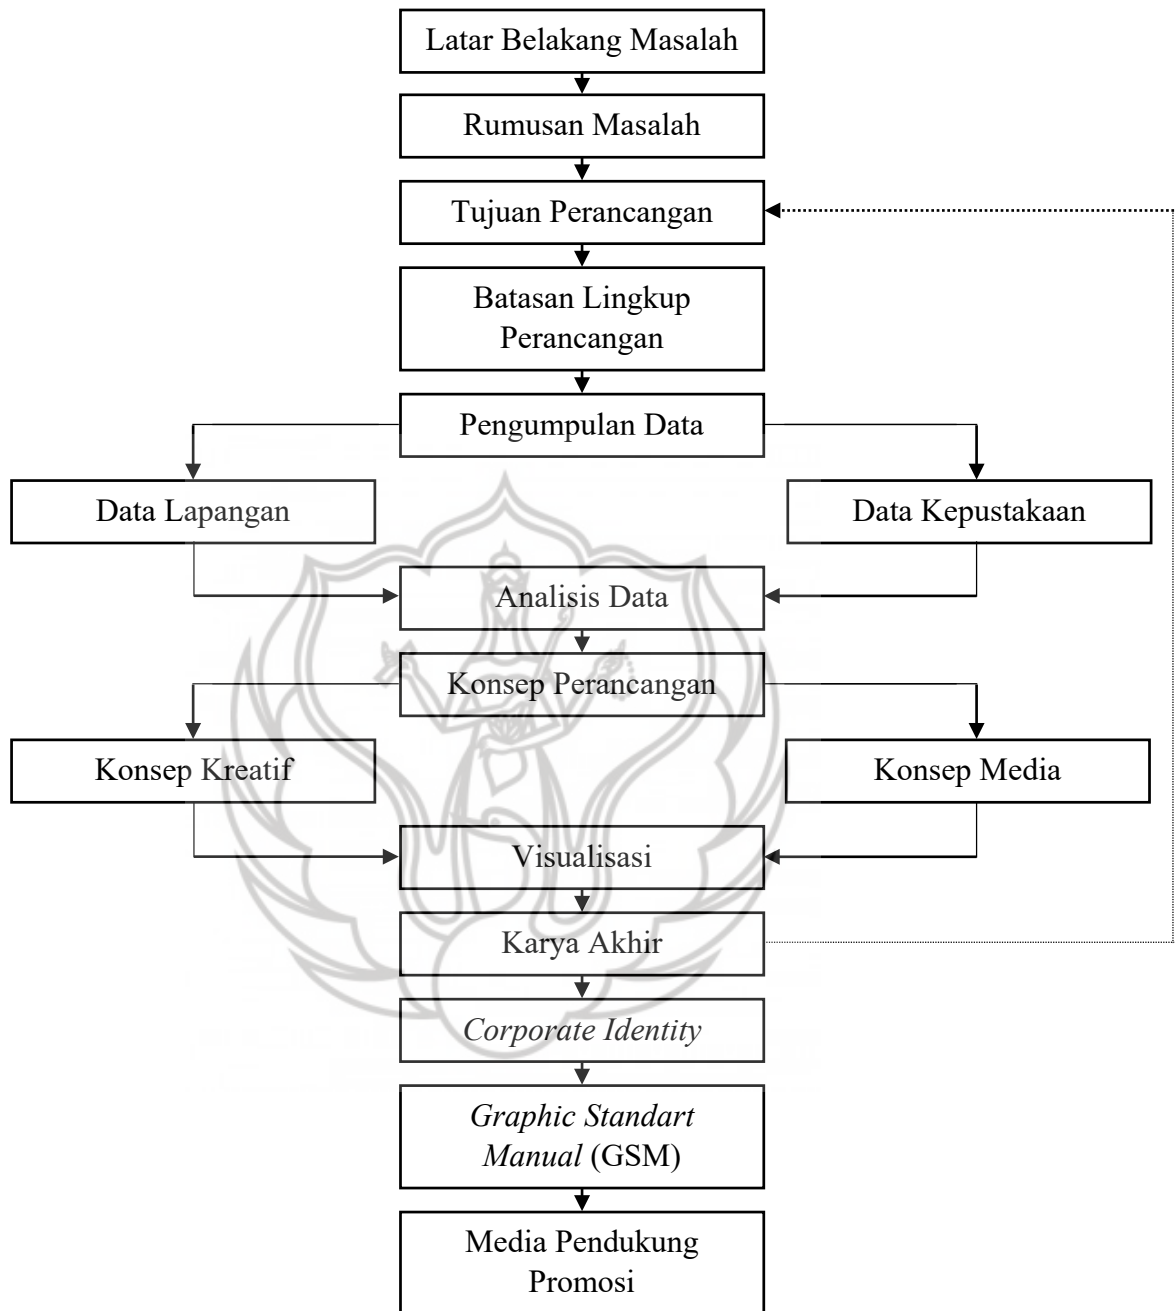 Latar Belakang Masalah
Rumusan Masalah
Tujuan Perancangan
Batasan Lingkup
Perancangan
Pengumpulan Data
Data Lapangan
Data Kepustakaan
Analisis Data
Konsep Perancangan
Konsep Kreatif
Konsep Media
Visualisasi
Karya Akhir
Corporate Identity
Graphic Standart
Manual (GSM)
Media Pendukung
Promosi